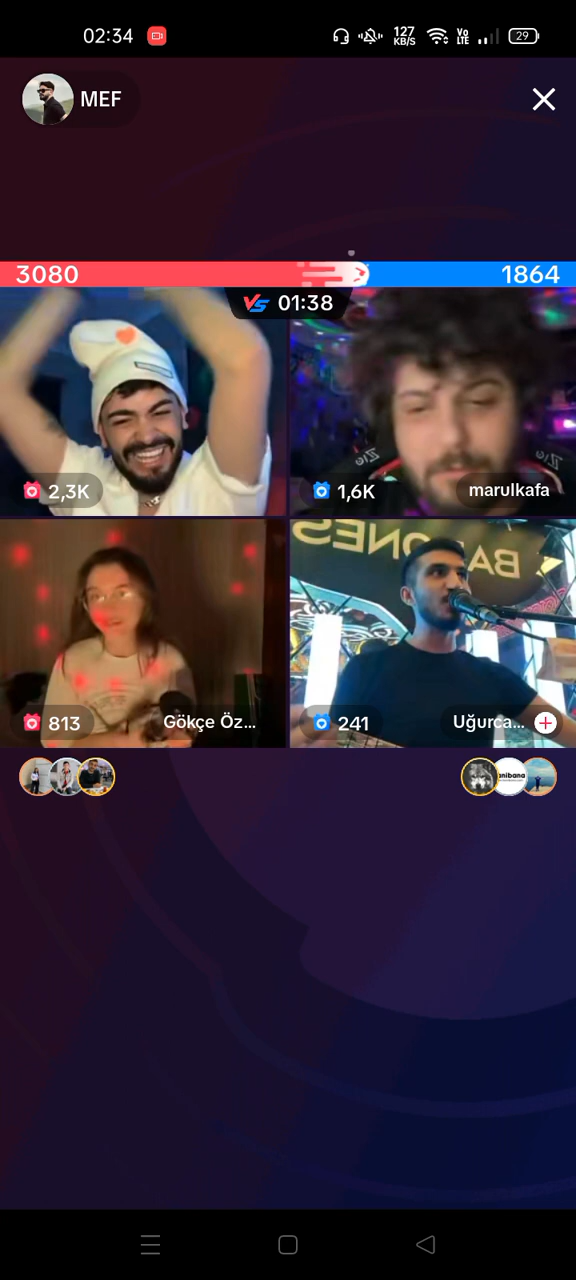 02:34
127
KB/S
Vo
LTE
29
MEF
3080
1864
VS 01:38
2,3K
1,6K
marulkafa
BARONES
813
Gökçe Öz...
241
Uğurca...